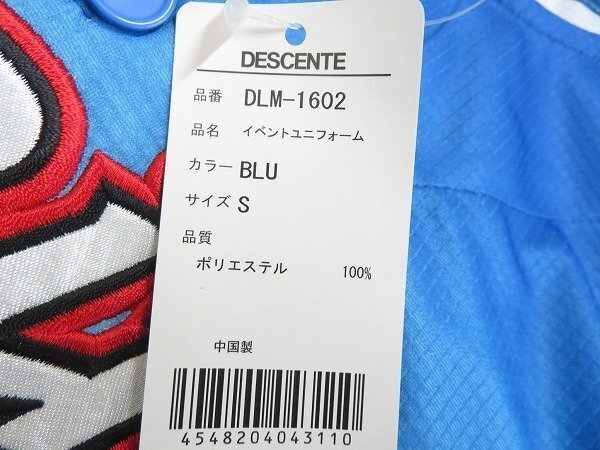 DESCENTE
品番 DLM-1602
品名 イベントユニフォーム
カラー BLU
サイズ S
品質
ポリエステル 100%
中国製
4548204043110